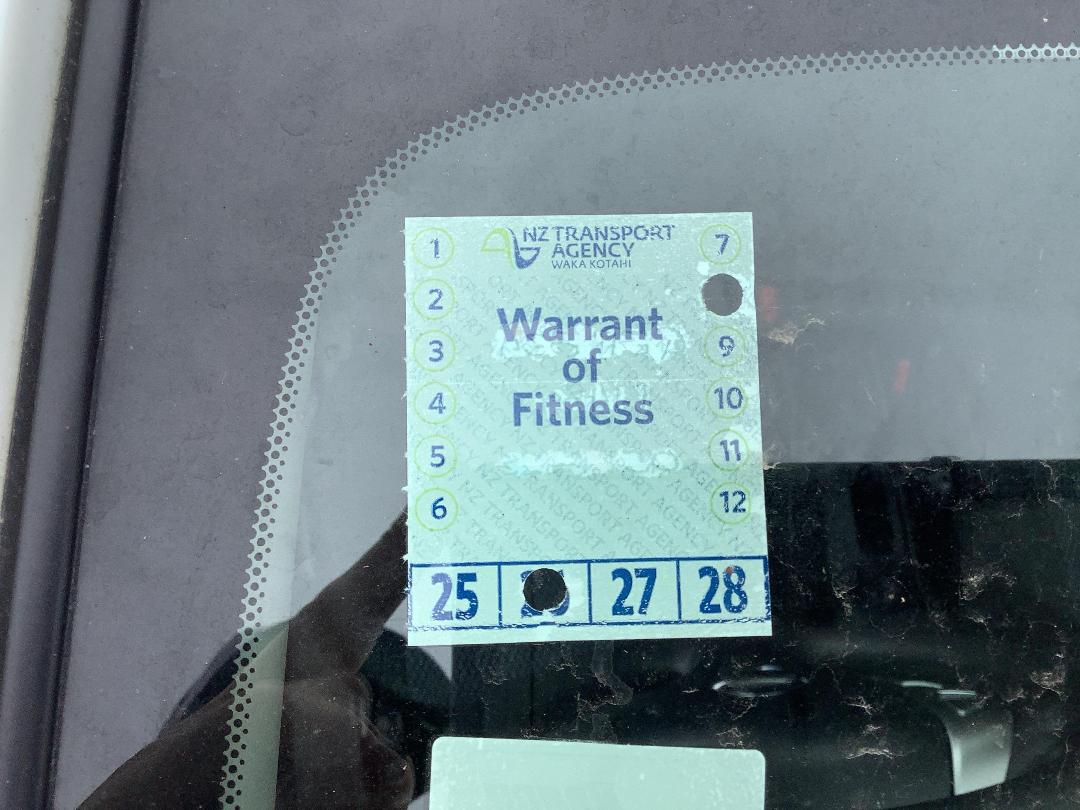 NZ TRANSPORT
AGENCY
WAKA KOTAHI
1
2
3
4
5
6
7
9
10
11
12
Warrant
of
Fitness
25 27 28